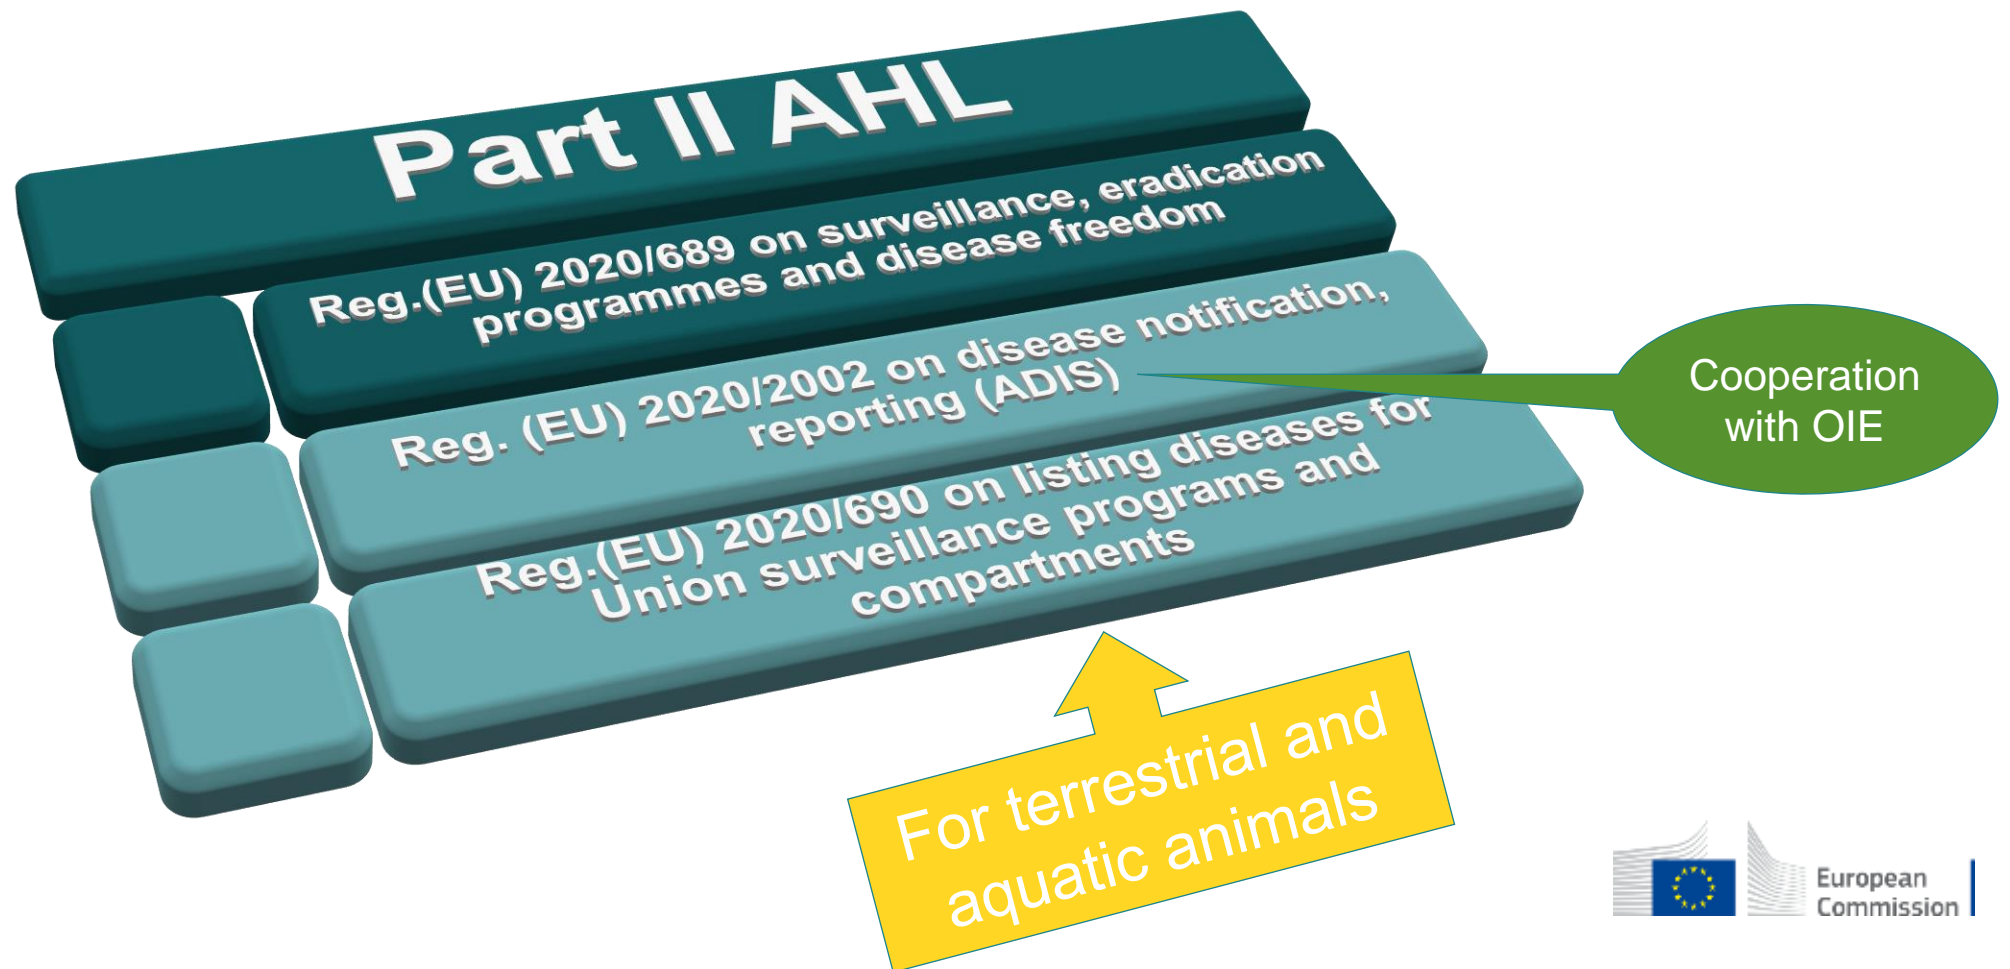 Part II AHL
Reg.(EU) 2020/689 on surveillance, eradication
programmes and disease freedom
Reg. (EU) 2020/2002 on disease notification,
reporting (ADIS)
Reg.(EU) 2020/690 on listing diseases for
Union surveillance programs and
compartments
Cooperation
with OIE
For terrestrial and
aquatic animals
European
Commission